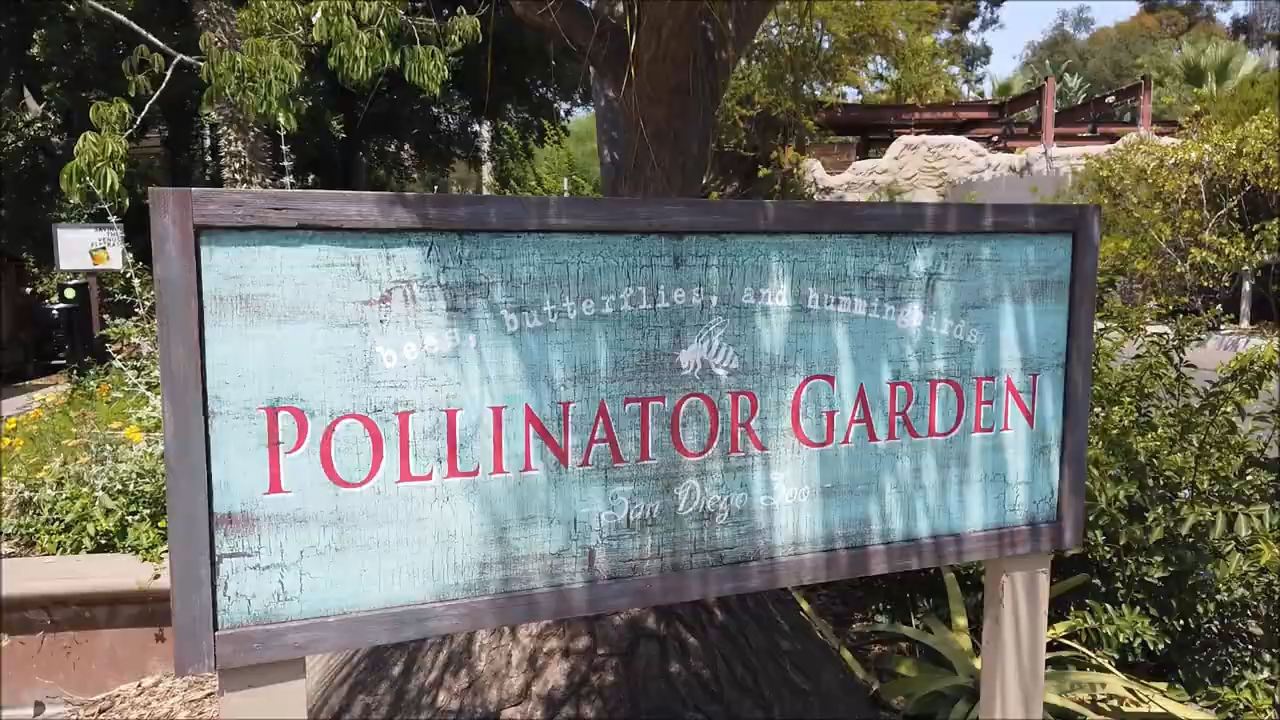 bees, butterflies, and hummingbirds
POLLINATOR GARDEN
San Diego Zoo